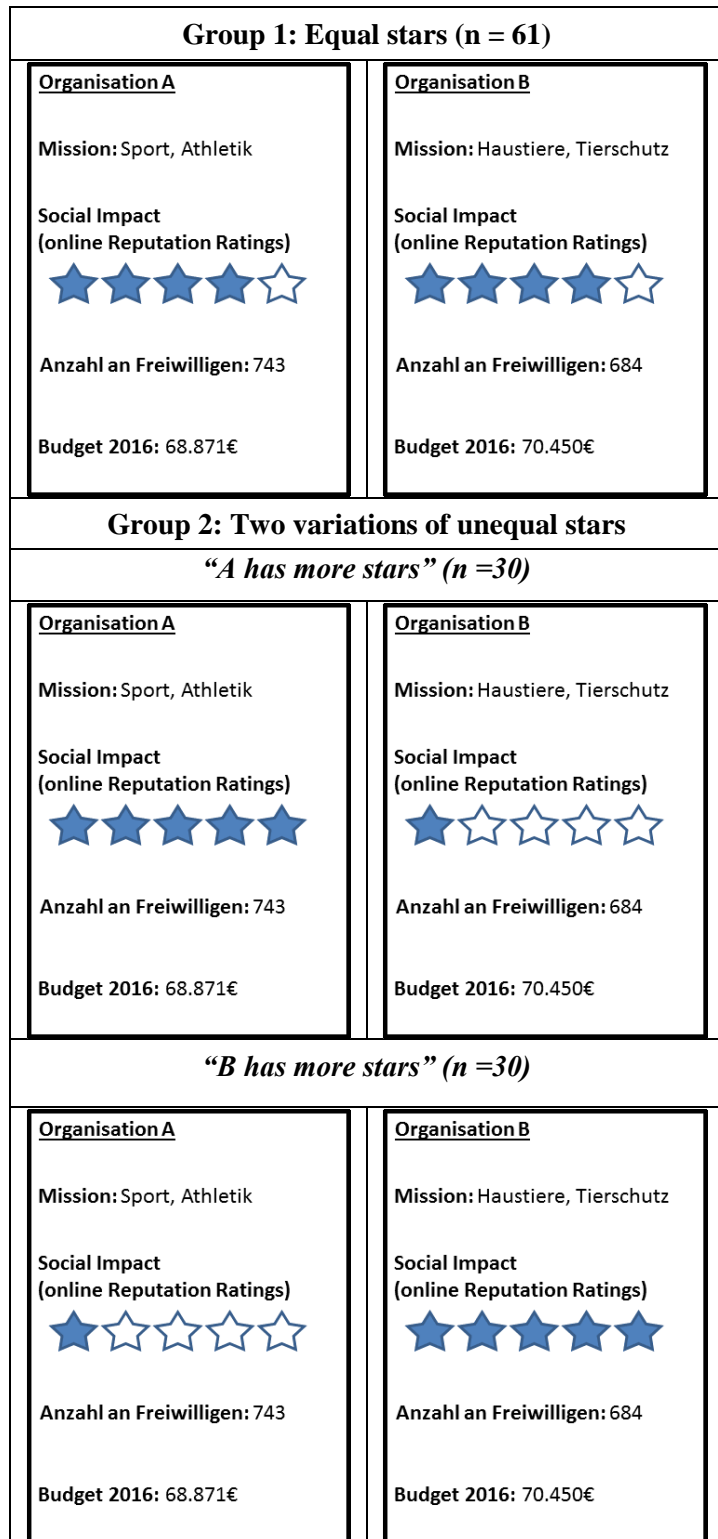 Group 1: Equal stars (n = 61)
Organisation A
Mission: Sport, Athletik
Social Impact
(online Reputation Ratings)
Anzahl an Freiwilligen: 743
Budget 2016: 68.871€
Organisation B
Mission: Haustiere, Tierschutz
Social Impact
(online Reputation Ratings)
Anzahl an Freiwilligen: 684
Budget 2016: 70.450€
Group 2: Two variations of unequal stars
“A has more stars” (n =30)
Organisation A
Mission: Sport, Athletik
Social Impact
(online Reputation Ratings)
Anzahl an Freiwilligen: 743
Budget 2016: 68.871€
Organisation B
Mission: Haustiere, Tierschutz
Social Impact
(online Reputation Ratings)
Anzahl an Freiwilligen: 684
Budget 2016: 70.450€
“B has more stars” (n =30)
Organisation A
Mission: Sport, Athletik
Social Impact
(online Reputation Ratings)
Anzahl an Freiwilligen: 743
Budget 2016: 68.871€
Organisation B
Mission: Haustiere, Tierschutz
Social Impact
(online Reputation Ratings)
Anzahl an Freiwilligen: 684
Budget 2016: 70.450€